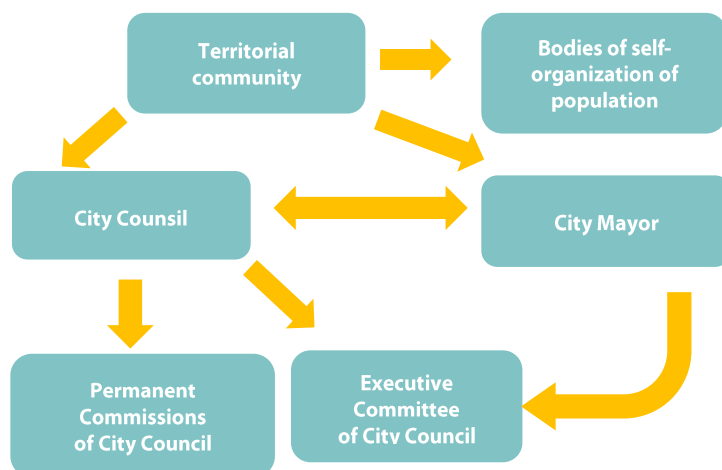 Territorial
community
Bodies of self-
organization of
population
City Counsil
City Mayor
Permanent
Commissions
of City Council
Executive
Committee
of City Council